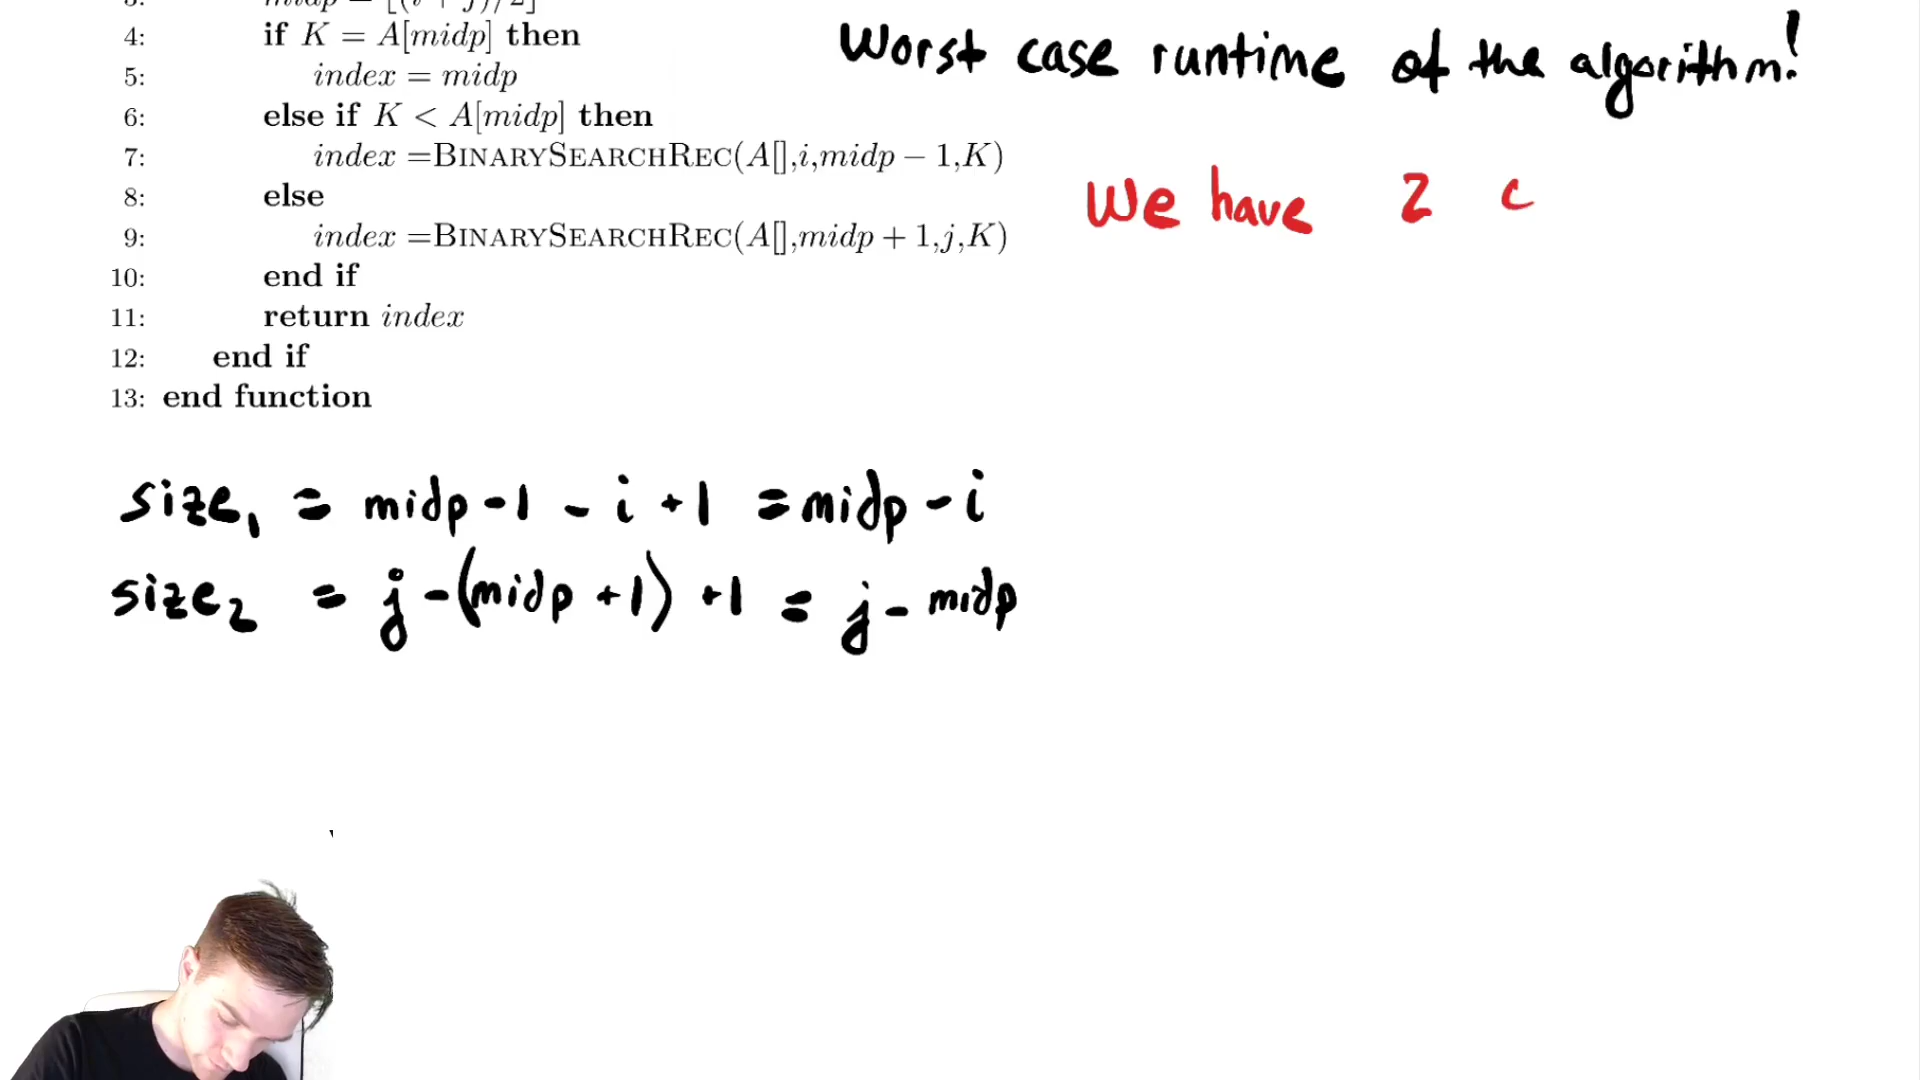 4: if K = A[midp] then
5: index = midp
6: else if K < A[midp] then
7: index =BINARYSEARCHREC(A[],i,midp − 1,K)
8: else
9: index =BINARYSEARCHREC(A[],midp + 1,j,K)
10: end if
11: return index
12: end if
13: end function
Worst case runtime of the algorithm!
We have 2 c
size₁ = midp - 1 - i + 1 = midp - i
size₂ = j - (midp + 1) + 1 = j - midp